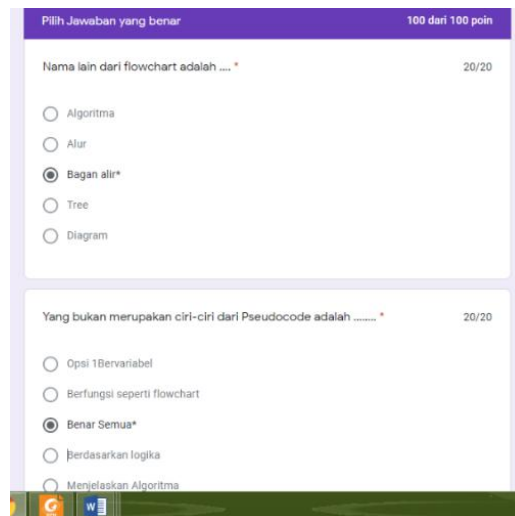 Pilih Jawaban yang benar 100 dari 100 poin
Nama lain dari flowchart adalah .... * 20/20
Algoritma
Alur
Bagan alir*
Tree
Diagram
Yang bukan merupakan ciri-ciri dari Pseudocode adalah ........ * 20/20
Opsi 1Bervariabel
Berfungsi seperti flowchart
Benar Semua*
Berdasarkan logika
Menjelaskan Algoritma